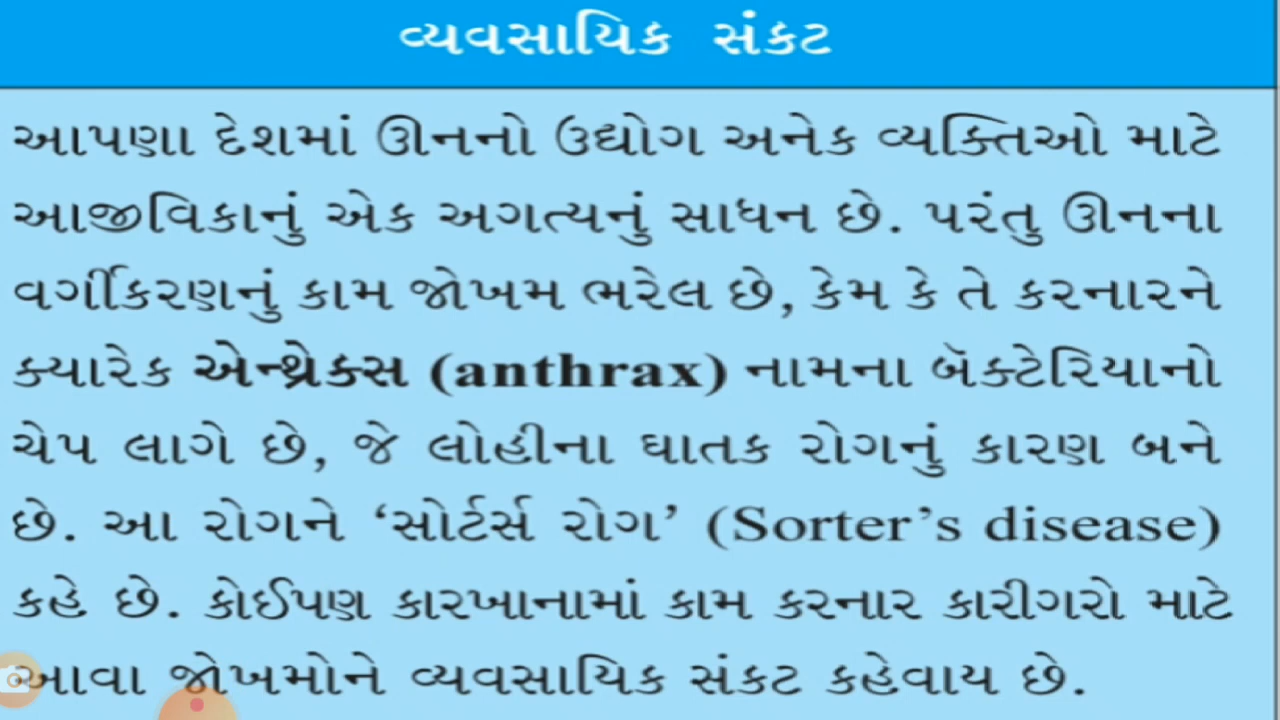 વ્યવસાયિક સંકટ
આપણા દેશમાં ઊનનો ઉદ્યોગ અનેક વ્યક્તિઓ માટે
આજીવિકાનું એક અગત્યનું સાધન છે. પરંતુ ઊનના
વર્ગીકરણનું કામ જોખમ ભરેલ છે, કેમ કે તે કરનારને
ક્યારેક એન્થ્રેક્સ (anthrax) નામના બૅક્ટેરિયાનો
ચેપ લાગે છે, જે લોહીના ઘાતક રોગનું કારણ બને
છે. આ રોગને ‘સોર્ટર્સ રોગ’ (Sorter’s disease)
કહે છે. કોઈપણ કારખાનામાં કામ કરનાર કારીગરો માટે
આવા જોખમોને વ્યવસાયિક સંકટ કહેવાય છે.